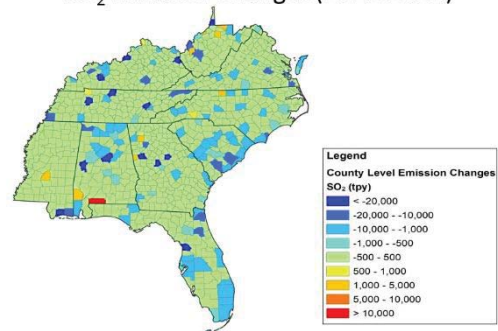 Legend
County Level Emission Changes
SO₂ (tpy)
< -20,000
-20,000 - -10,000
-10,000 - -1,000
-1,000 - -500
-500 - 500
500 - 1,000
1,000 - 5,000
5,000 - 10,000
> 10,000